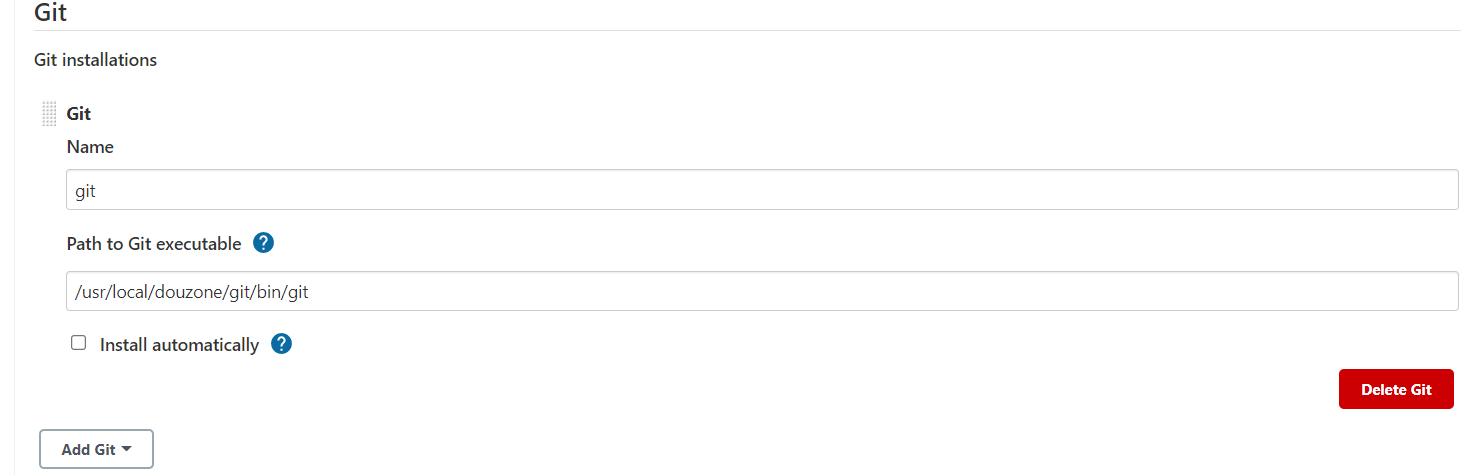 Git
Git installations
Git
Name
git
Path to Git executable ?
/usr/local/douzone/git/bin/git
Install automatically ?
Delete Git
Add Git